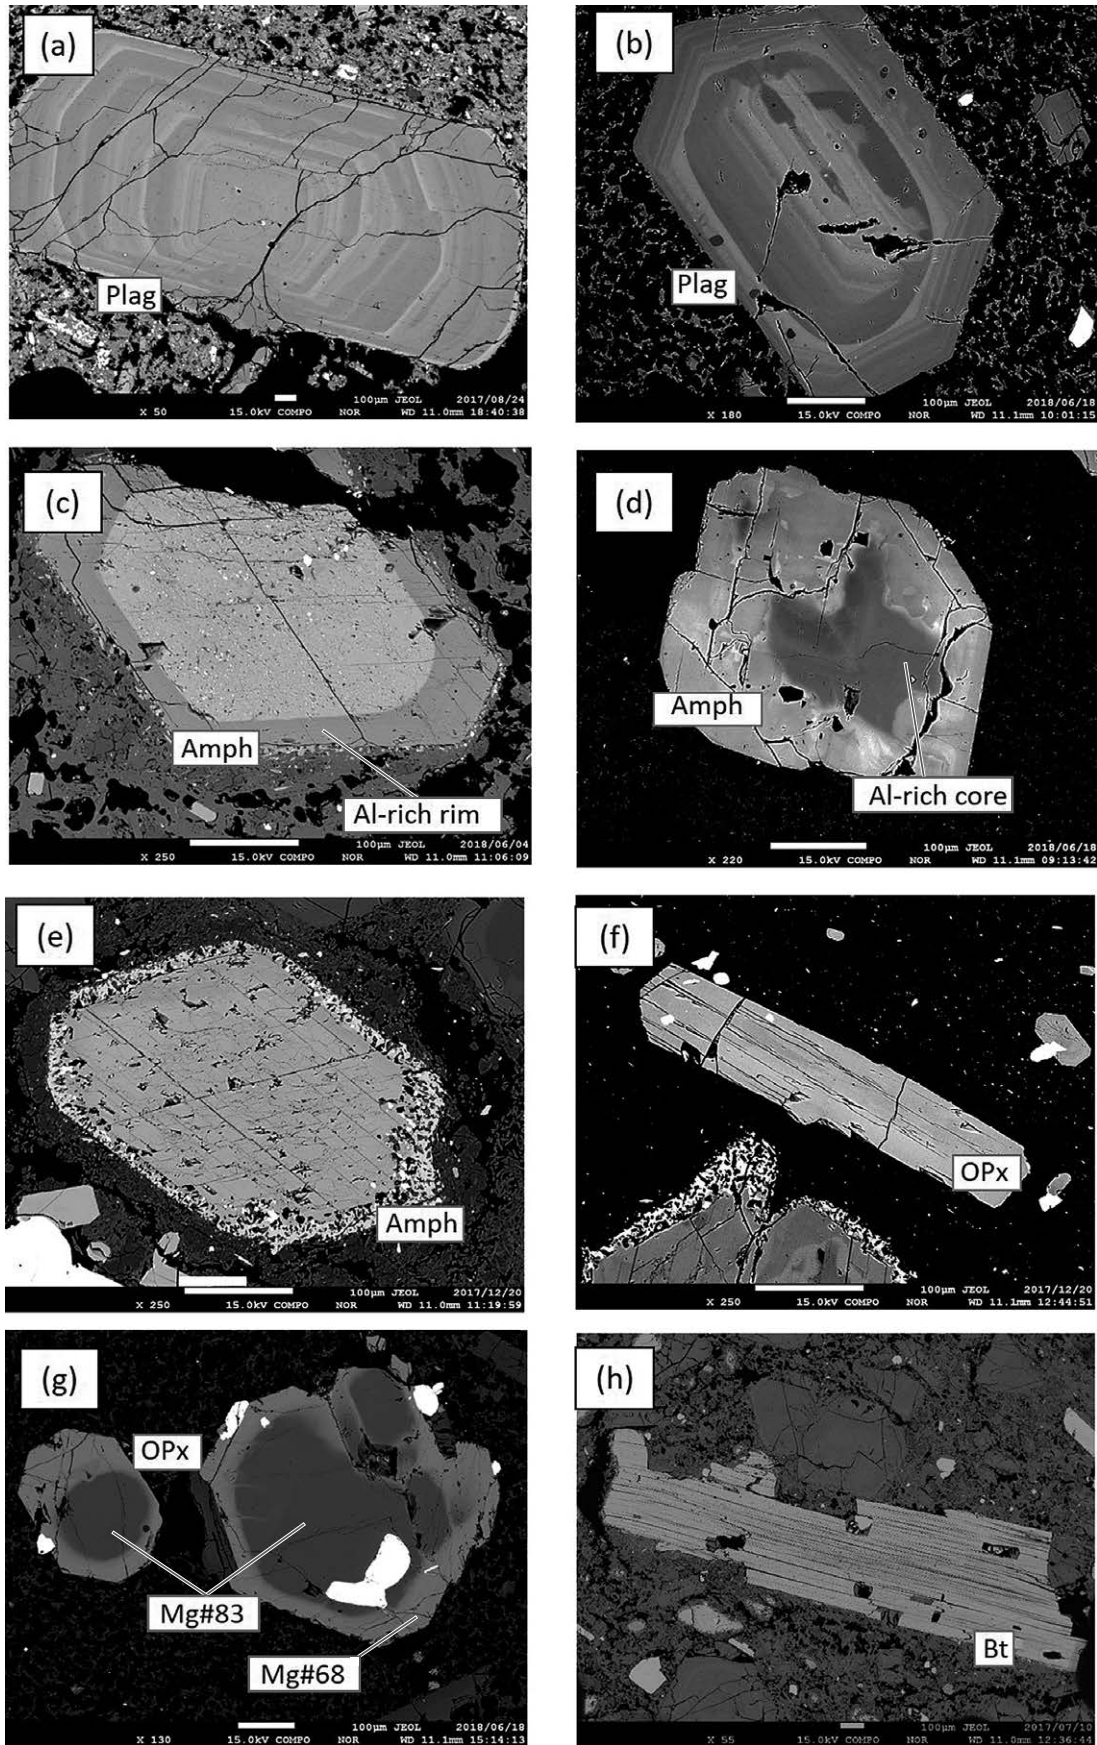 (a)
Plag
100μm JEOL 2017/08/24
X 50 15.0kV COMPO NOR WD 11.0mm 18:40:38
(b)
Plag
100μm JEOL 2018/06/18
X 180 15.0kV COMPO NOR WD 11.1mm 10:01:15
(c)
Amph
Al-rich rim
100μm JEOL 2018/06/04
X 250 15.0kV COMPO NOR WD 11.0mm 11:06:09
(d)
Amph
Al-rich core
100μm JEOL 2018/06/18
X 220 15.0kV COMPO NOR WD 11.1mm 09:13:42
(e)
Amph
100μm JEOL 2017/12/20
X 250 15.0kV COMPO NOR WD 11.0mm 11:19:59
(f)
OPx
100μm JEOL 2017/12/20
X 250 15.0kV COMPO NOR WD 11.1mm 12:44:51
(g)
OPx
Mg#83
Mg#68
100μm JEOL 2018/06/18
X 130 15.0kV COMPO NOR WD 11.1mm 15:14:13
(h)
Bt
100μm JEOL 2017/07/10
X 55 15.0kV COMPO NOR WD 11.0mm 12:36:44